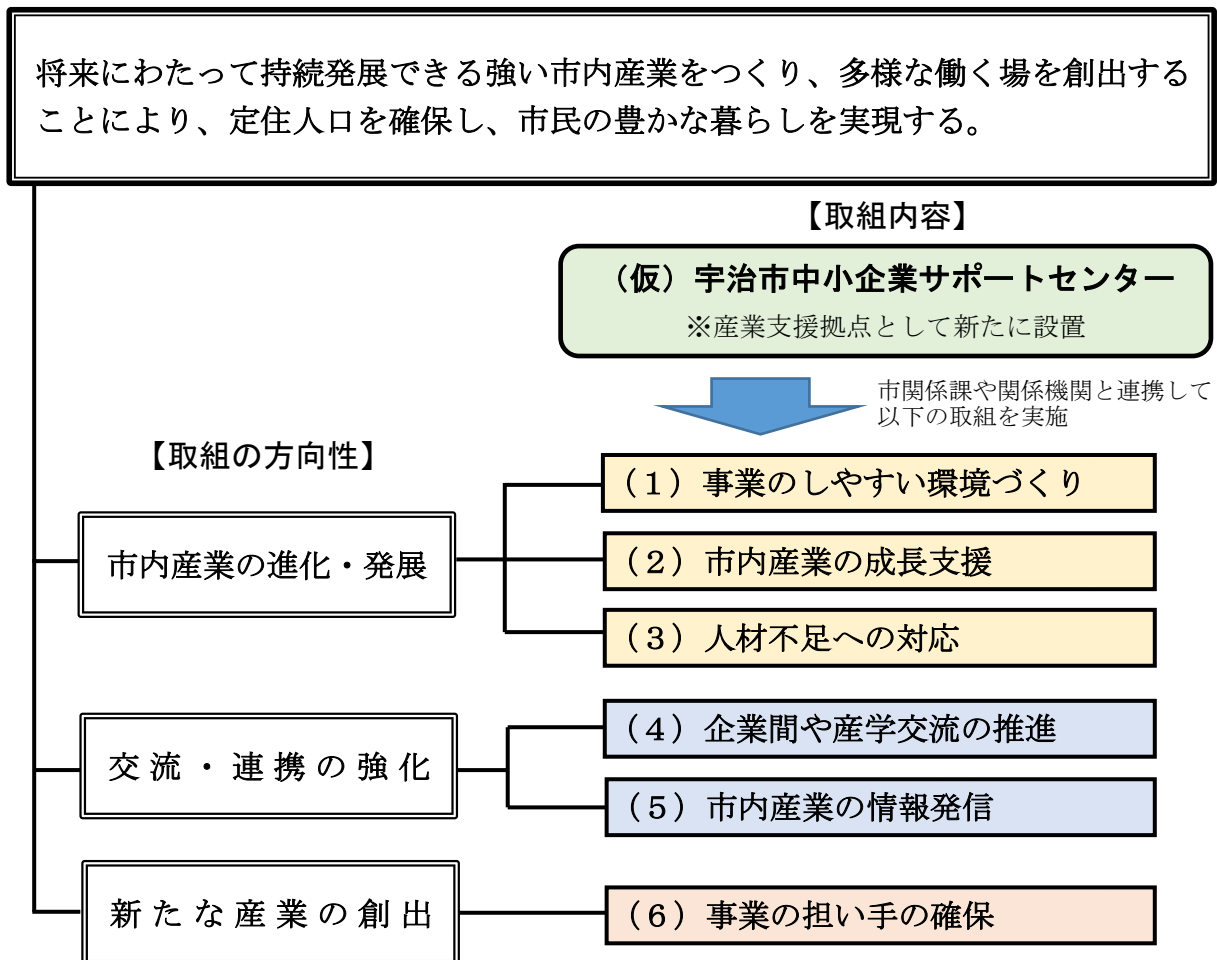 将来にわたって持続発展できる強い市内産業をつくり、多様な働く場を創出する
ことにより、定住人口を確保し、市民の豊かな暮らしを実現する。
【取組内容】
（仮）宇治市中小企業サポートセンター
※産業支援拠点として新たに設置
市関係課や関係機関と連携して
以下の取組を実施
【取組の方向性】
市内産業の進化・発展
（１）事業のしやすい環境づくり
（２）市内産業の成長支援
（３）人材不足への対応
交流・連携の強化
（４）企業間や産学交流の推進
（５）市内産業の情報発信
新たな産業の創出
（６）事業の担い手の確保